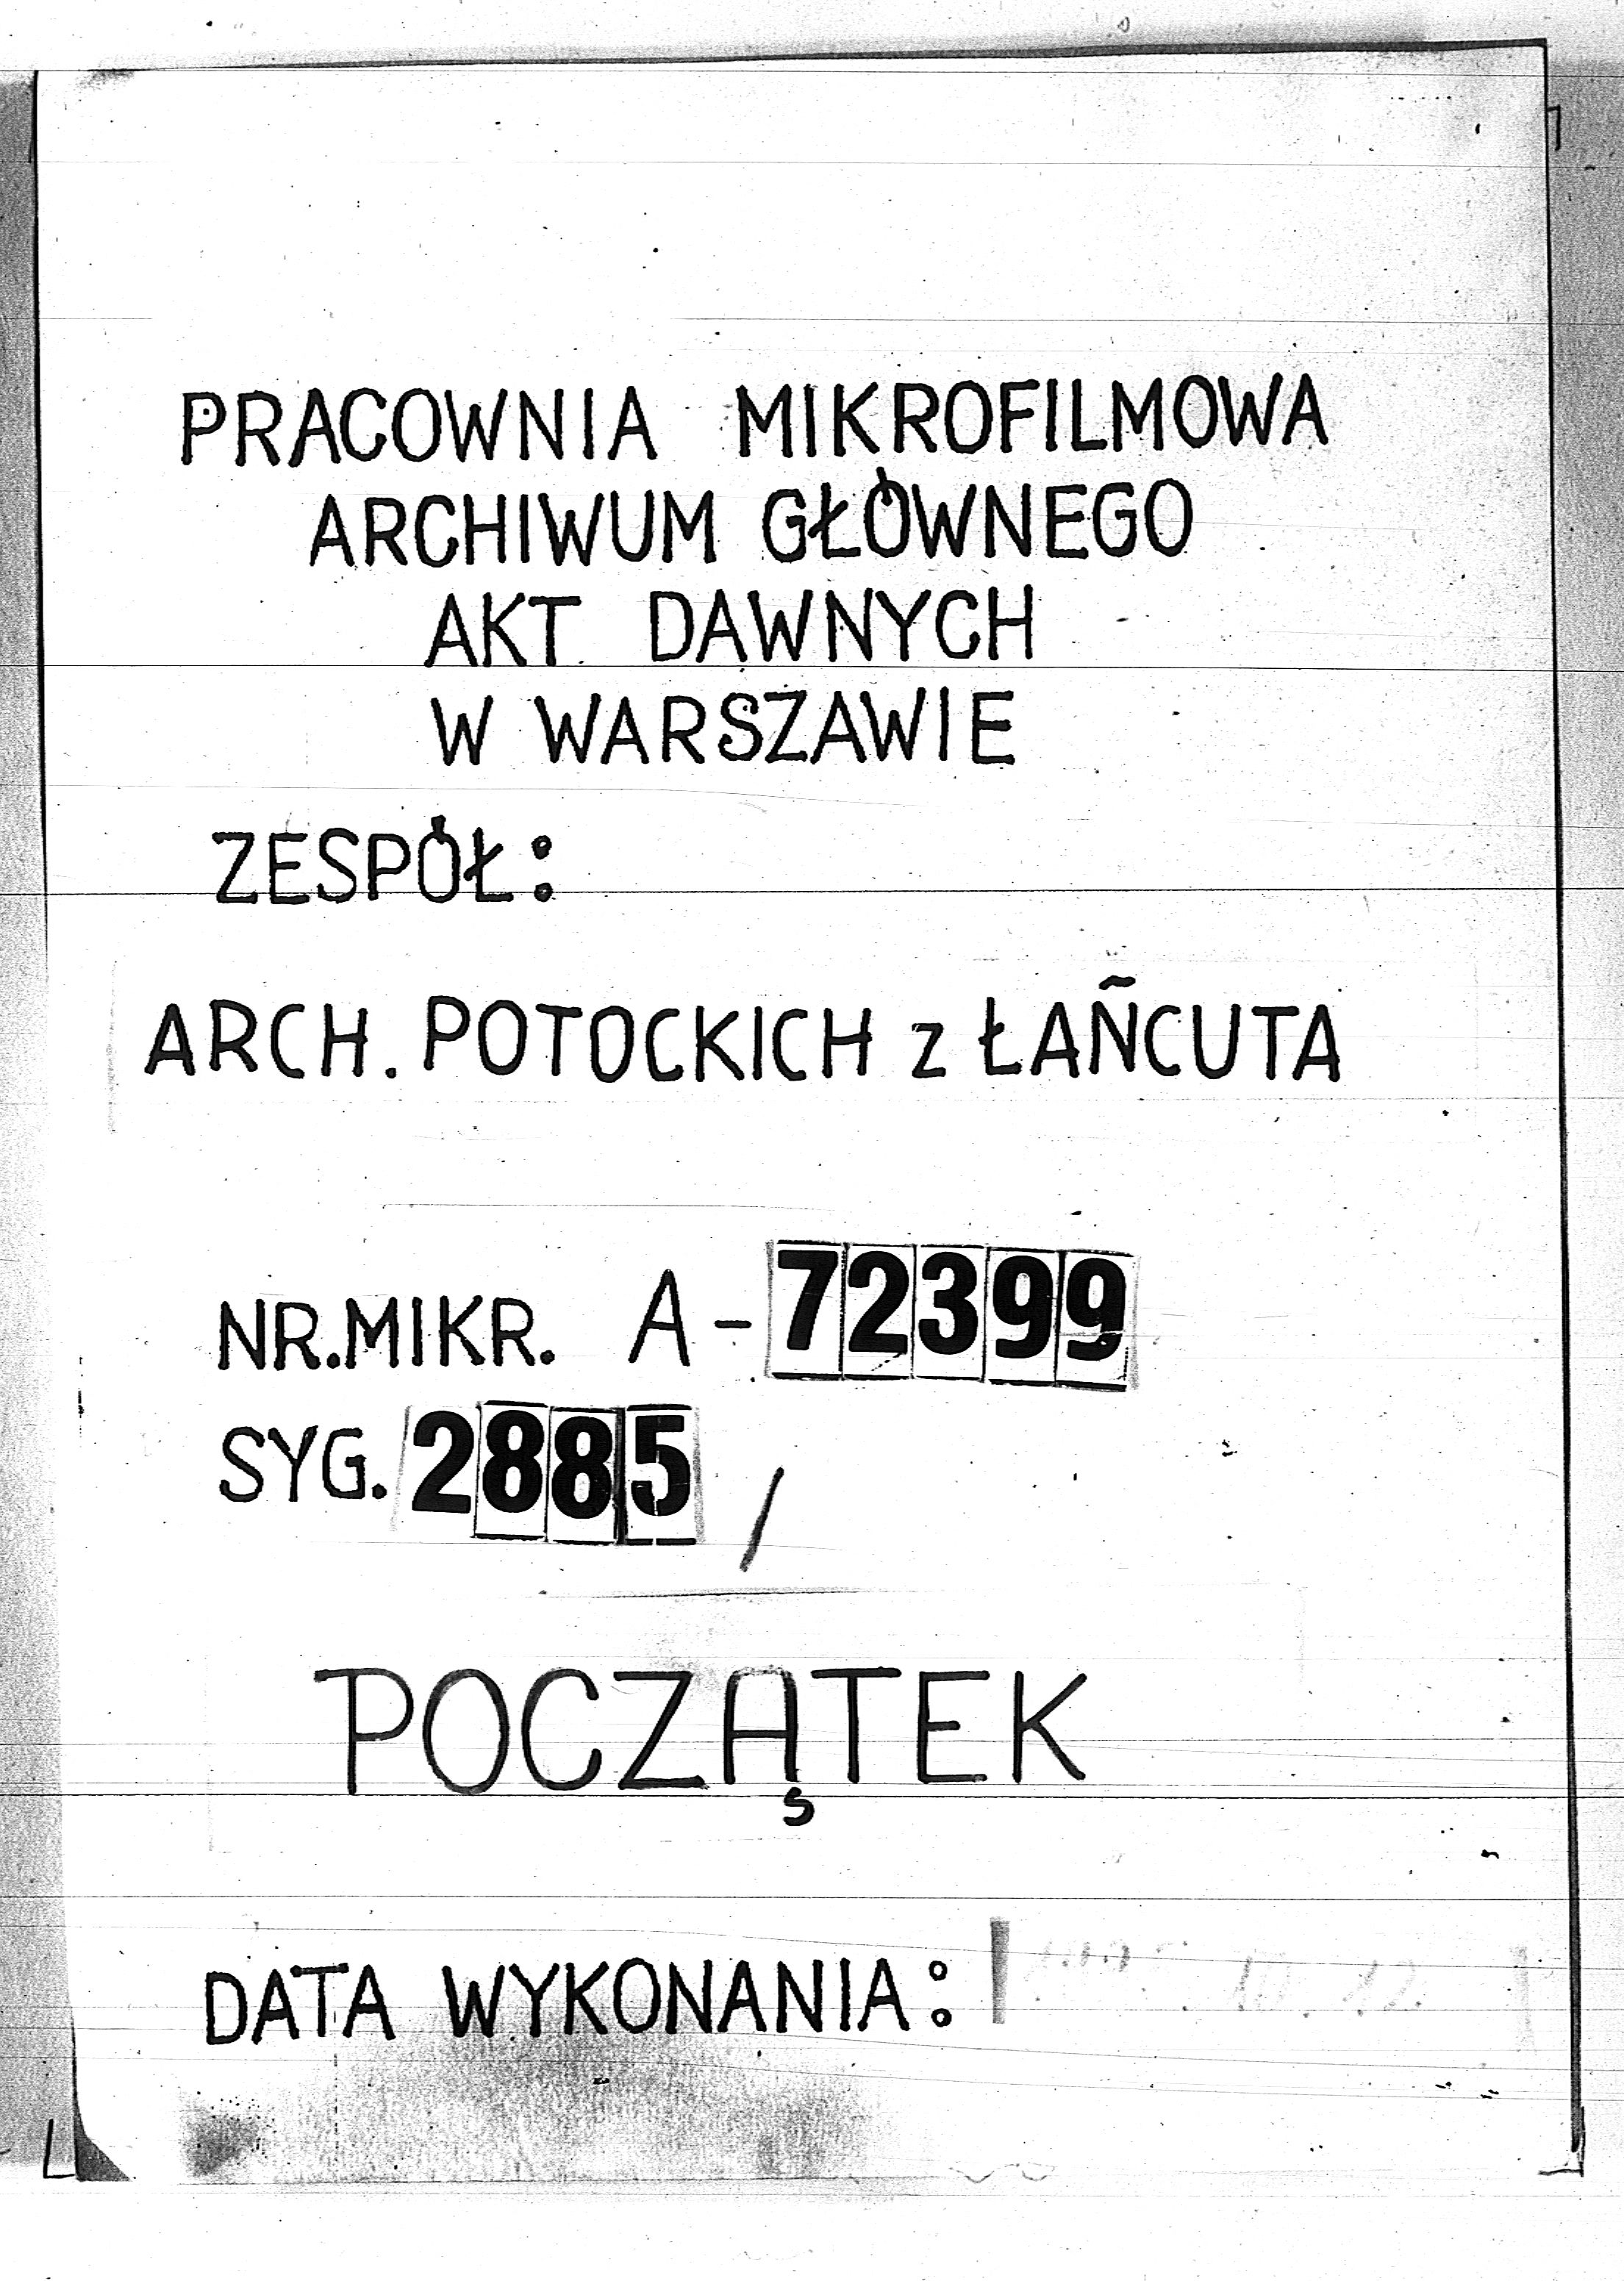 PRACOWNIA MIKROFILMOWA
ARCHIWUM GŁÓWNEGO
AKT DAWNYCH
W WARSZAWIE
ZESPÓŁ:
ARCH. POTOCKICH z ŁAŃCUTA
NR.MIKR. A-72399
SYG. 2885 /
POCZĄTEK
DATA WYKONANIA: